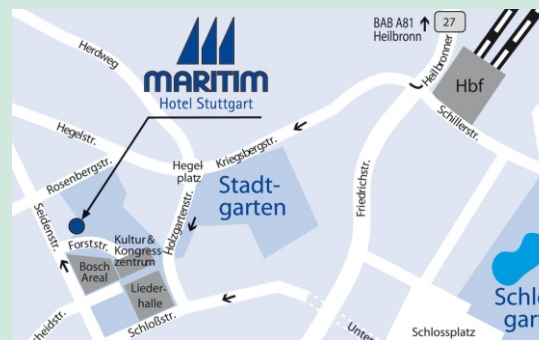 BAB A81
Heilbronn
27
Herdweg
MARITIM
Hotel Stuttgart
Heilbronner
Hbf
Schillerstr.
Hegelstr.
Kriegsbergstr.
Hegel-
platz
Rosenbergstr.
Stadt-
garten
Friedrichstr.
Seidenstr.
Holzgartenstr.
Forststr.
Kultur &
Kongress
zentrum
Bosch
Areal
Lieder-
halle
Schloßstr.
Schlossplatz